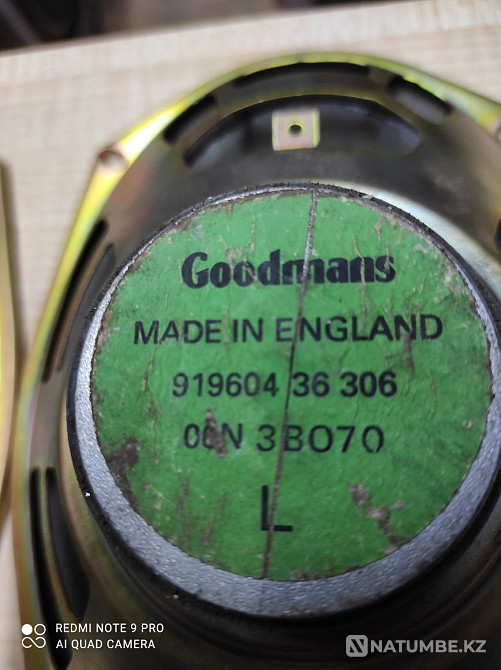 Goodmans
MADE IN ENGLAND
919604 36 306
06N 3B070
L
REDMI NOTE 9 PRO
AI QUAD CAMERA
NATUMBE.KZ